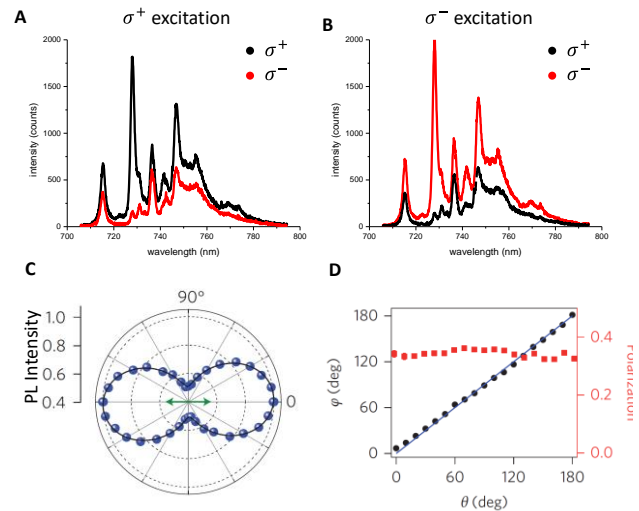 A
σ⁺ excitation
2000
1500
1000
500
0
intensity (counts)
σ⁺
σ⁻
700
720
740
760
780
800
wavelength (nm)
B
σ⁻ excitation
2000
1500
1000
500
0
intensity (counts)
σ⁺
σ⁻
700
720
740
760
780
800
wavelength (nm)
C
90°
PL Intensity
1.0
0.8
0.6
0.4
0
D
180
120
60
0
φ (deg)
0
60
120
180
θ (deg)
0.4
0.2
0.0
Polarization